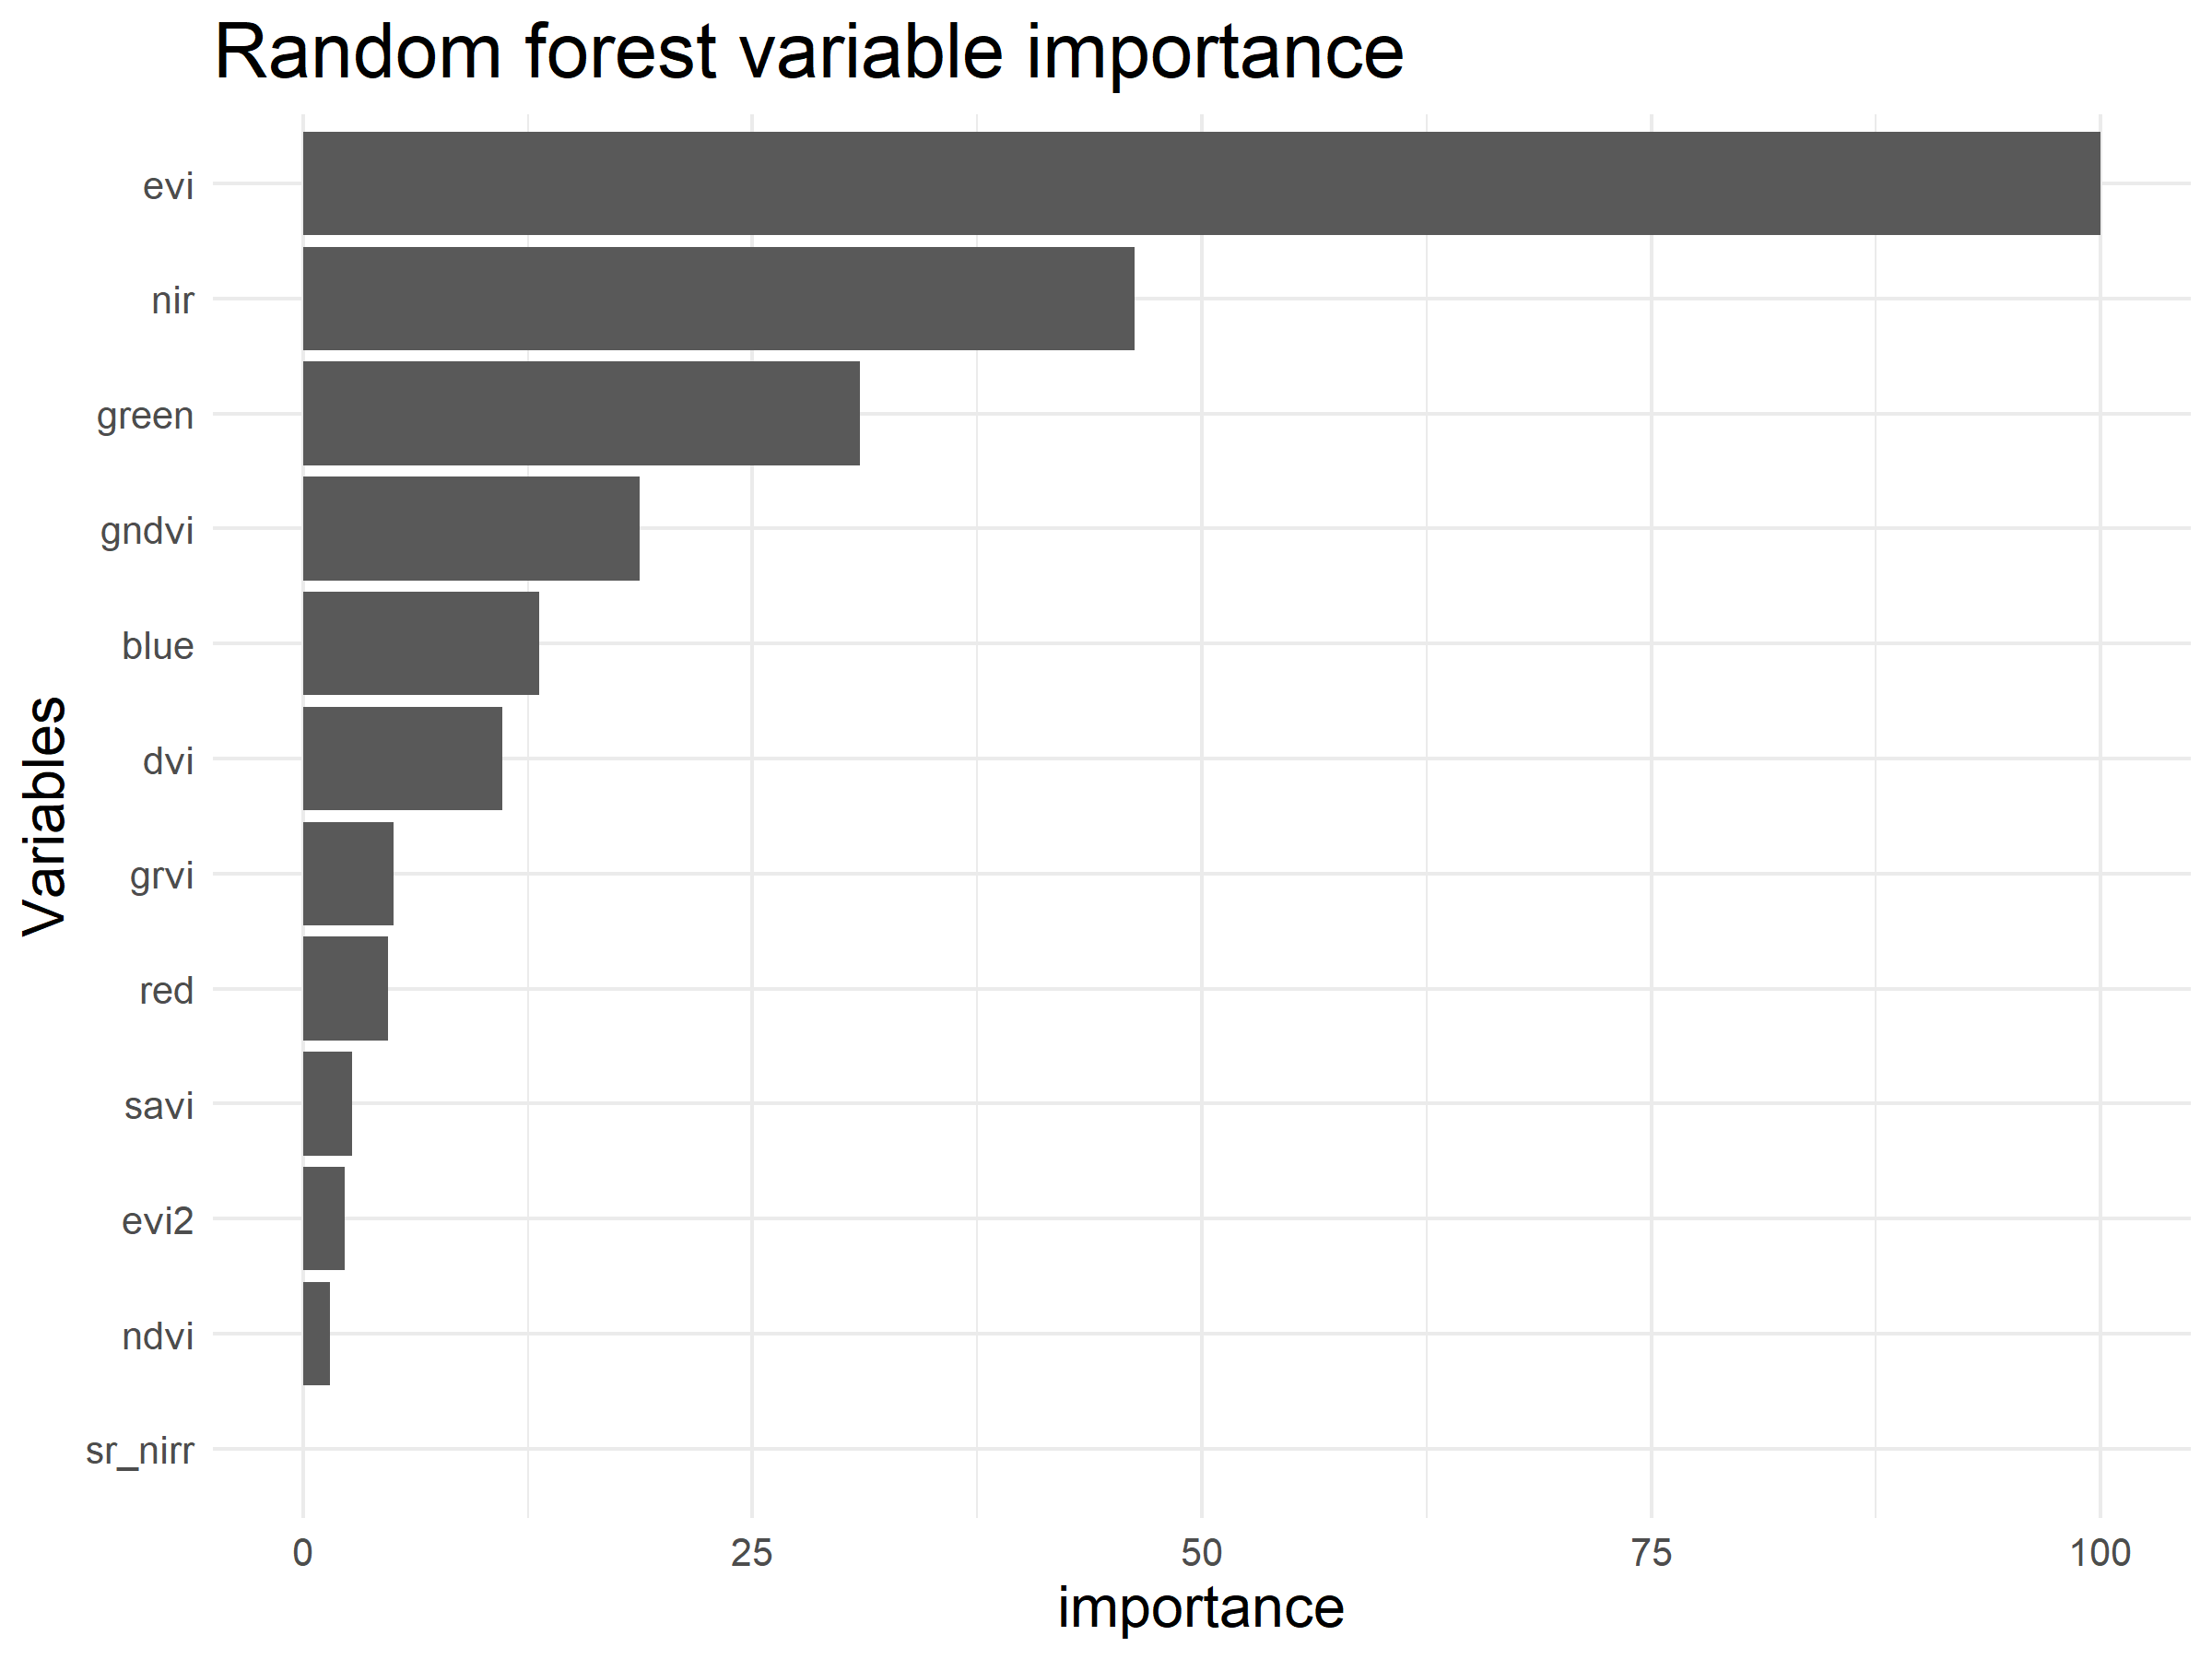 Random forest variable importance
evi
nir
green
gndvi
blue
dvi
grvi
red
savi
evi2
ndvi
sr_nirr
Variables
0 25 50 75 100
importance